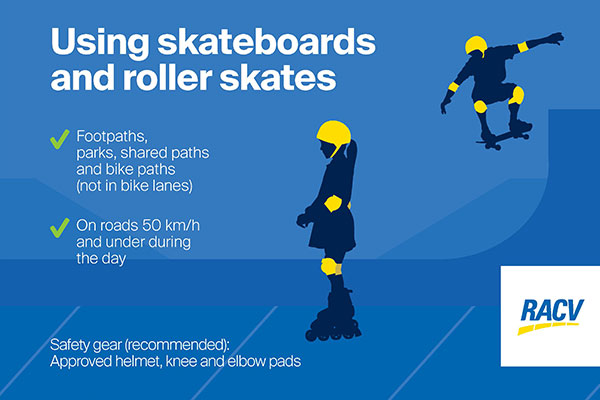 Using skateboards
and roller skates
Footpaths,
parks, shared paths
and bike paths
(not in bike lanes)
On roads 50 km/h
and under during
the day
RACV
Safety gear (recommended):
Approved helmet, knee and elbow pads